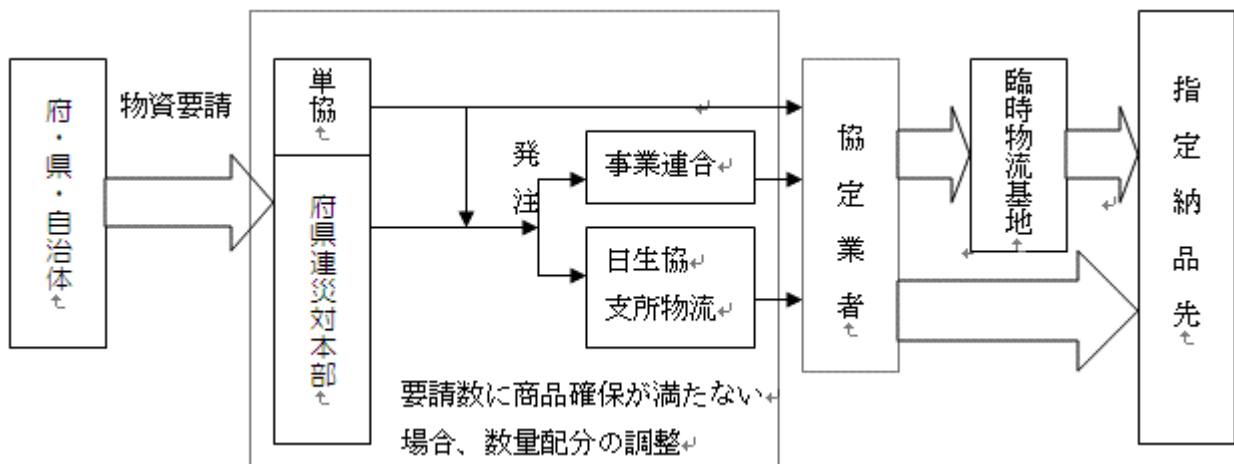 府・県・自治体
物資要請
単協
府県連災対本部
発注
事業連合
日生協
支所物流
要請数に商品確保が満たない
場合、数量配分の調整
協定業者
臨時物流基地
指定納品先